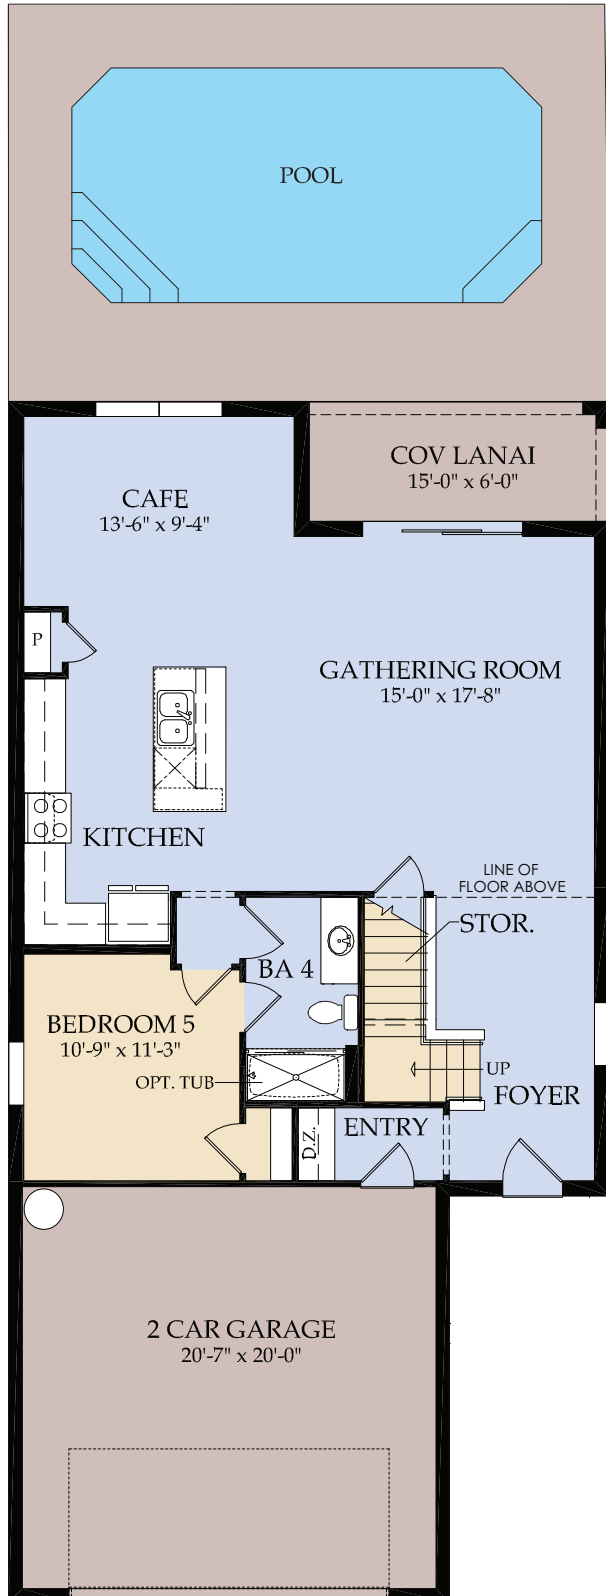 POOL
COV LANAI
15'-0" x 6'-0"
CAFE
13'-6" x 9'-4"
P
GATHERING ROOM
15'-0" x 17'-8"
KITCHEN
LINE OF
FLOOR ABOVE
STOR.
BA 4
BEDROOM 5
10'-9" x 11'-3"
OPT. TUB
UP
FOYER
ENTRY
D.Z.
2 CAR GARAGE
20'-7" x 20'-0"